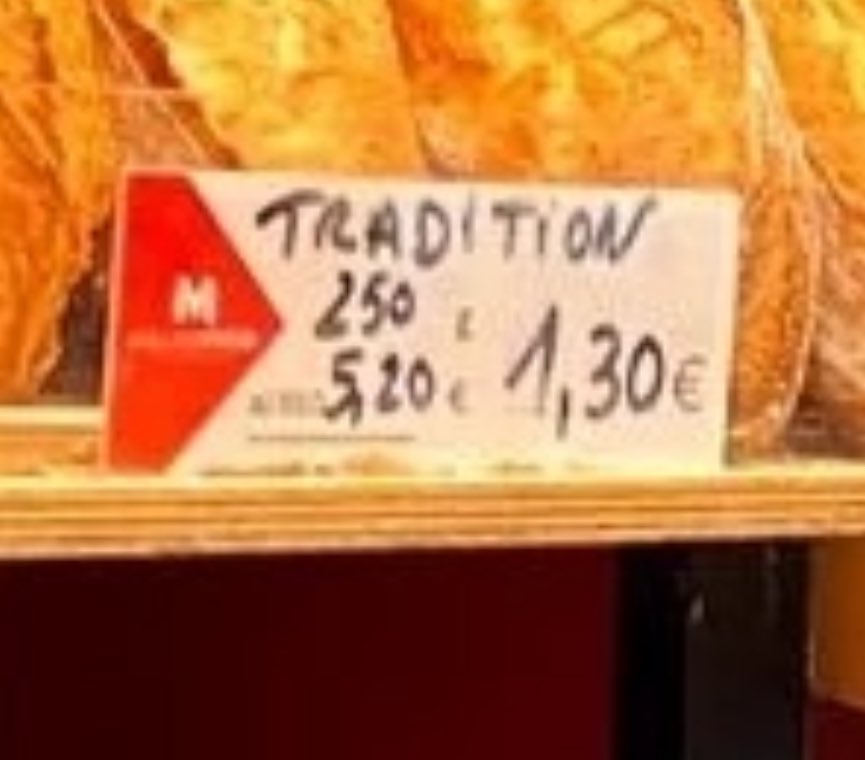 TRADITION
M
250 g
5,20 €
1,30 €